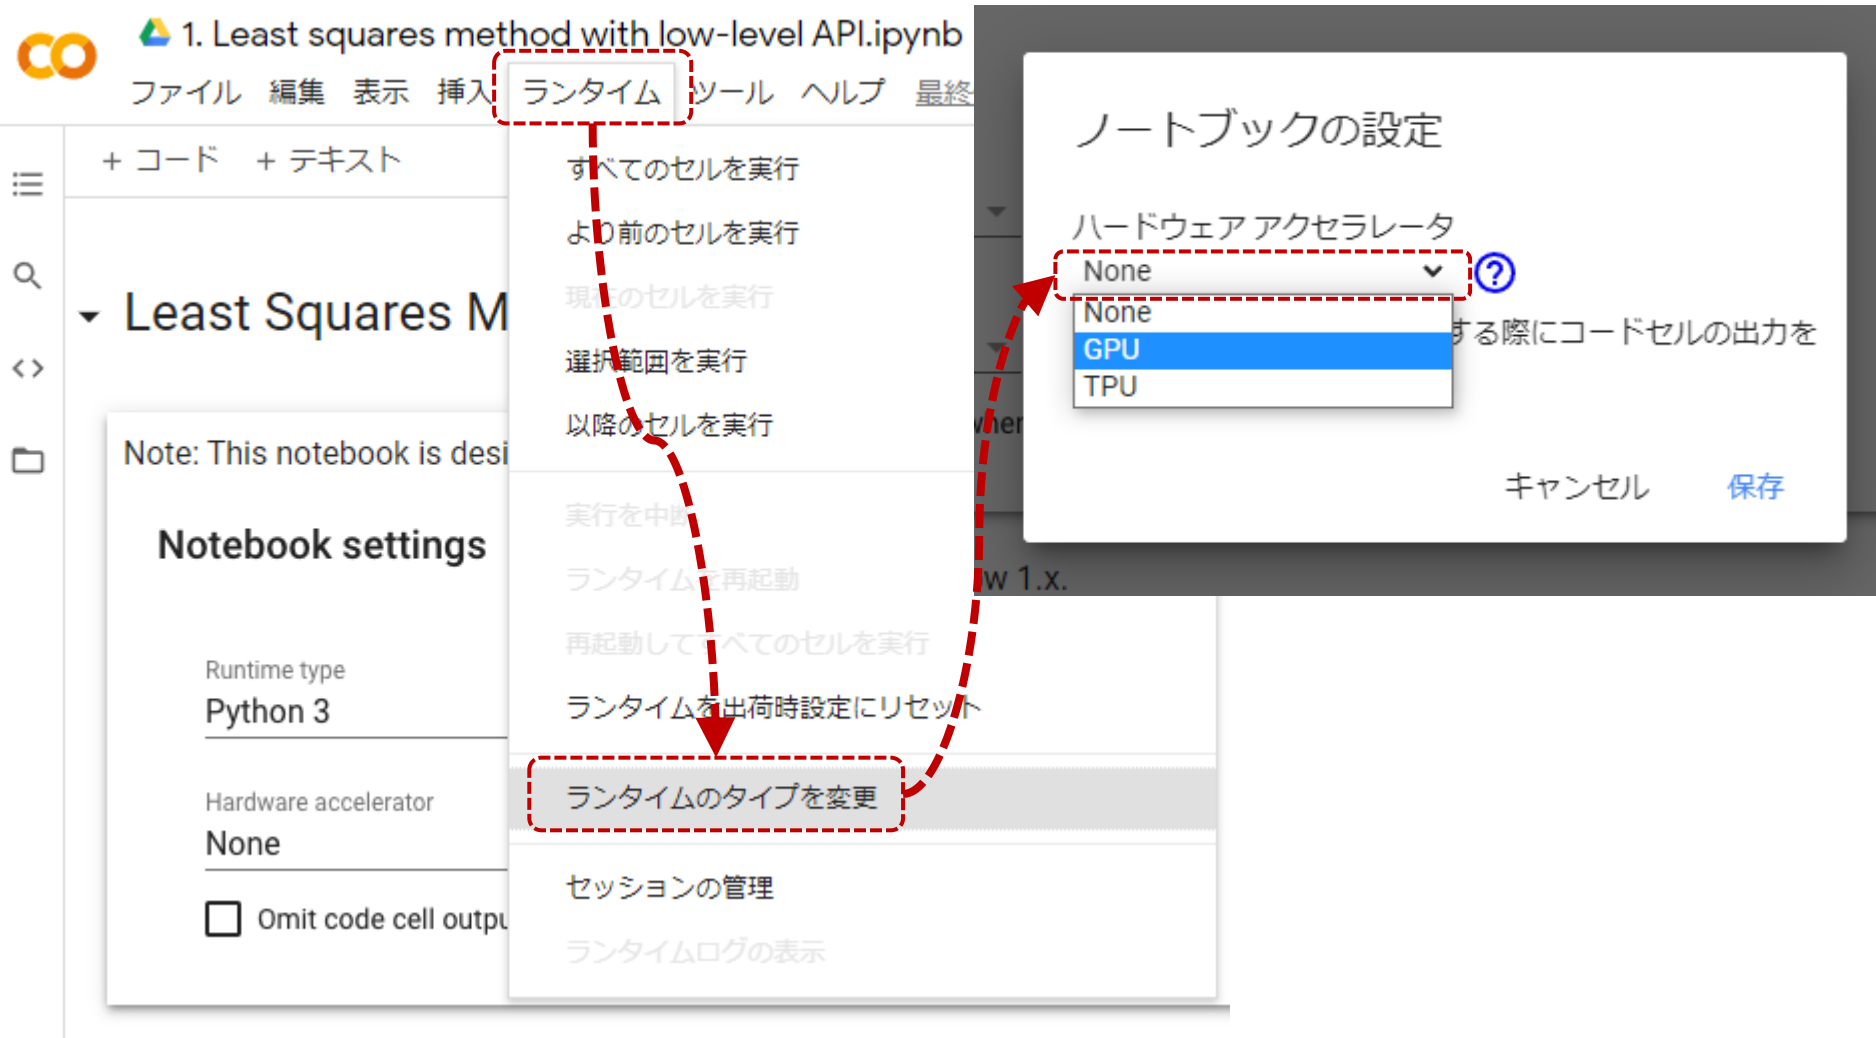 1. Least squares method with low-level API.ipynb
ファイル 編集 表示 挿入 ランタイム ツール ヘルプ 最終
+ コード + テキスト
Least Squares M
Note: This notebook is desi
Notebook settings
Runtime type
Python 3
Hardware accelerator
None
Omit code cell outpu
すべてのセルを実行
より前のセルを実行
現在のセルを実行
選択範囲を実行
以降のセルを実行
実行を中断
ランタイムを再起動
再起動してすべてのセルを実行
ランタイムを出荷時設定にリセット
ランタイムのタイプを変更
セッションの管理
ランタイムログの表示
ノートブックの設定
ハードウェア アクセラレータ
None
None
GPU
TPU
する際にコードセルの出力を
キャンセル 保存
wher
w 1.x.